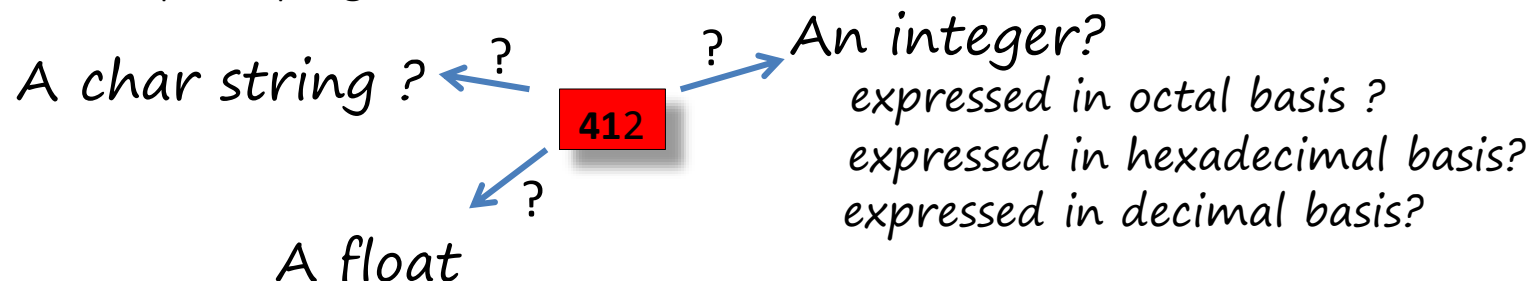 An integer?
?
?
A char string ?
expressed in octal basis ?
412
expressed in hexadecimal basis?
?
expressed in decimal basis?
A float